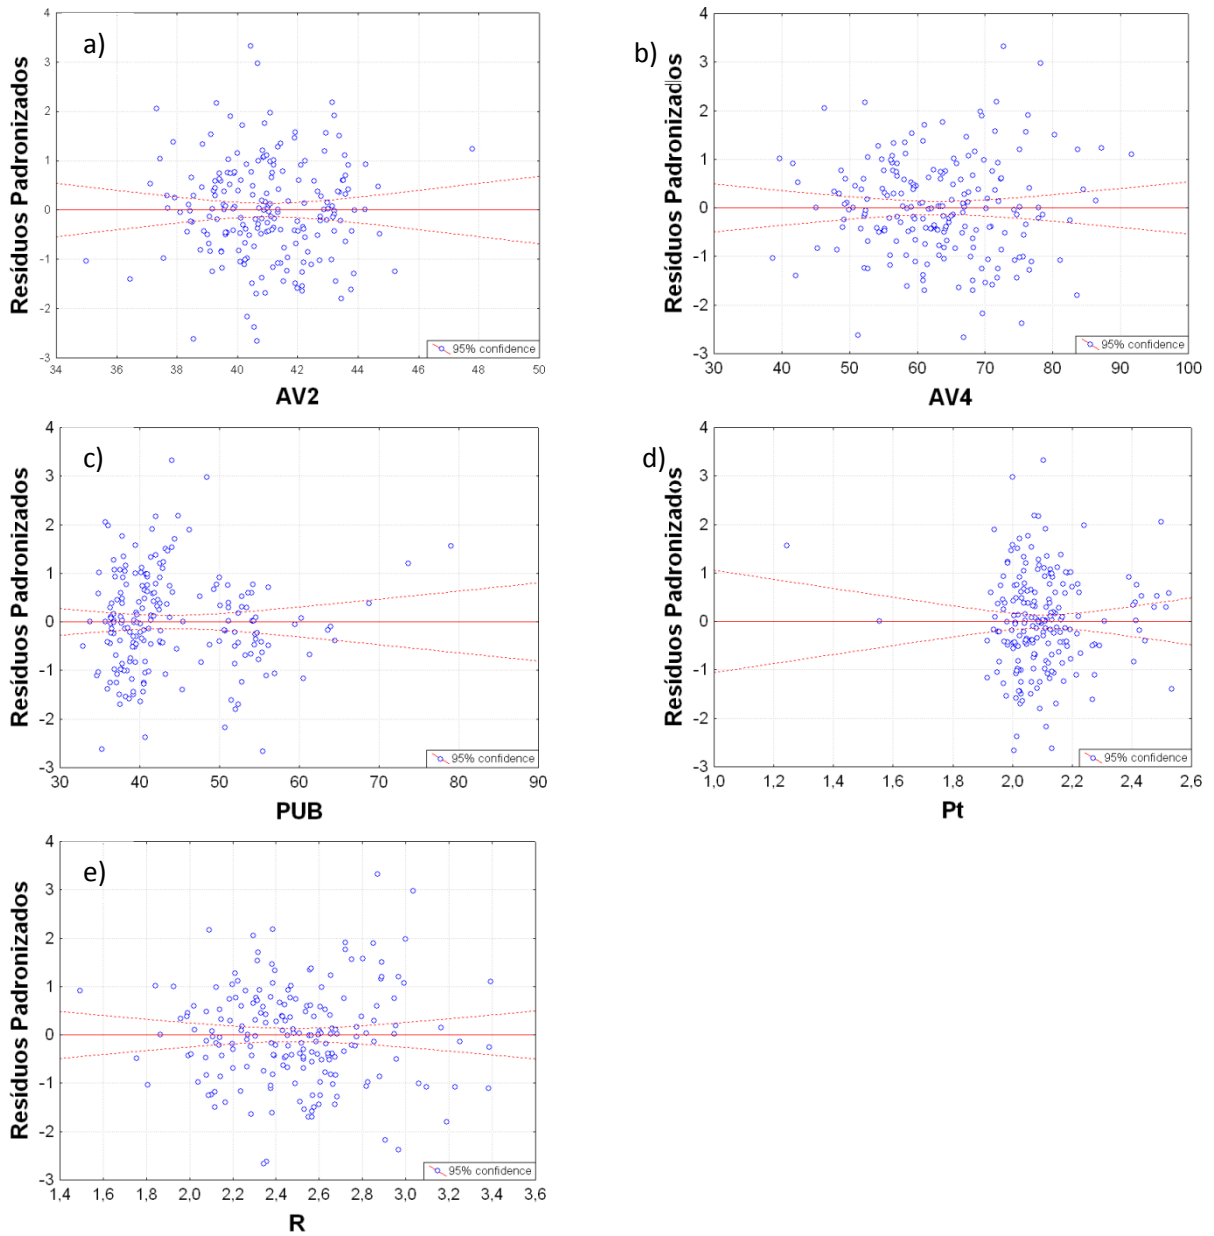 a)
Resíduos Padronizados
4
3
2
1
0
-1
-2
-3
34 36 38 40 42 44 46 48 50
AV2
95% confidence
b)
Resíduos Padronizados
4
3
2
1
0
-1
-2
-3
30 40 50 60 70 80 90 100
AV4
95% confidence
c)
Resíduos Padronizados
4
3
2
1
0
-1
-2
-3
30 40 50 60 70 80 90
PUB
95% confidence
d)
Resíduos Padronizados
4
3
2
1
0
-1
-2
-3
1,0 1,2 1,4 1,6 1,8 2,0 2,2 2,4 2,6
Pt
95% confidence
e)
Resíduos Padronizados
4
3
2
1
0
-1
-2
-3
1,4 1,6 1,8 2,0 2,2 2,4 2,6 2,8 3,0 3,2 3,4 3,6
R
95% confidence